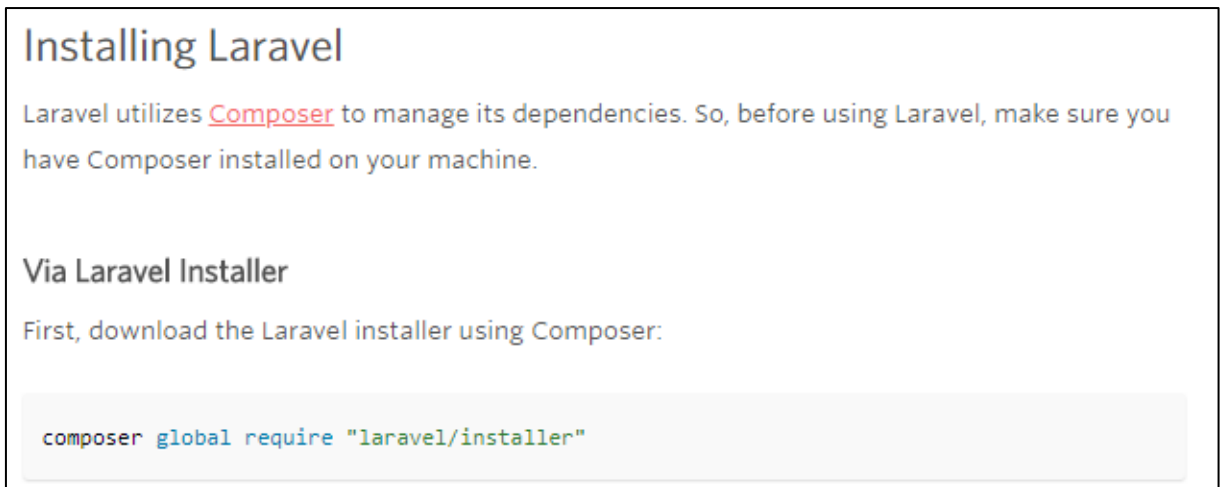 Installing Laravel
Laravel utilizes Composer to manage its dependencies. So, before using Laravel, make sure you
have Composer installed on your machine.
Via Laravel Installer
First, download the Laravel installer using Composer:
composer global require "laravel/installer"